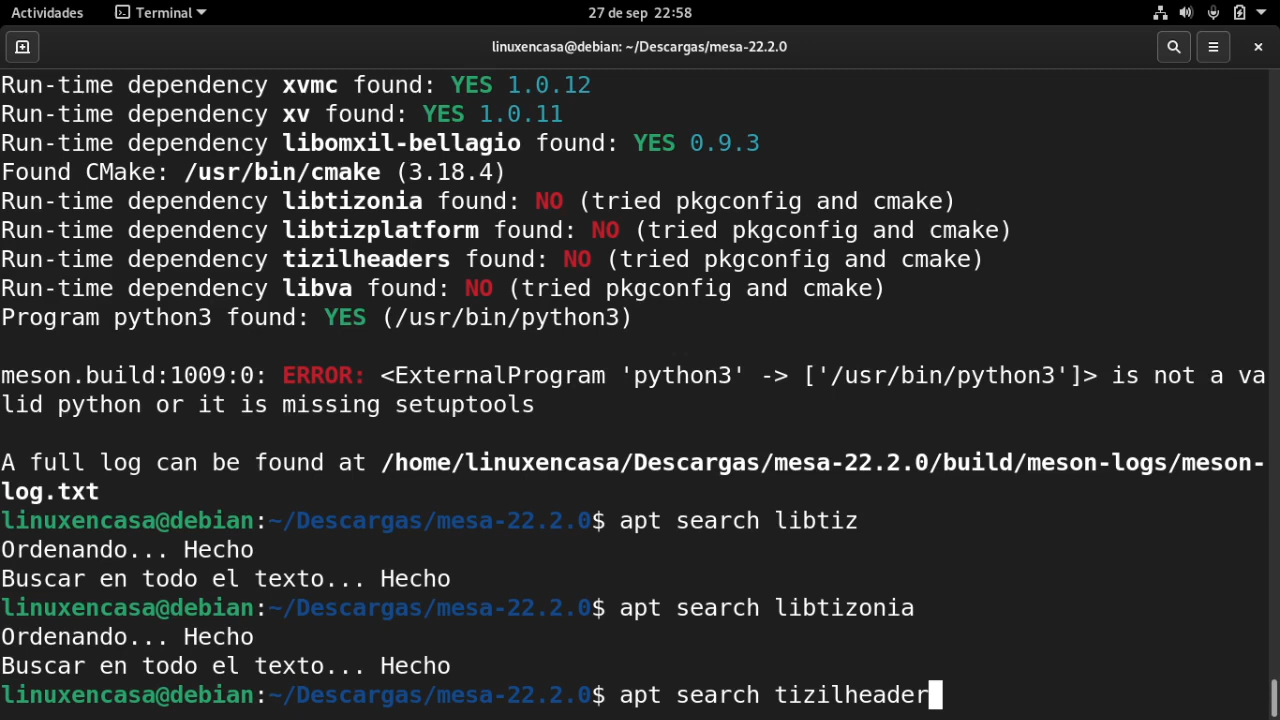 Actividades
Terminal
27 de sep 22:58
linuxencasa@debian: ~/Descargas/mesa-22.2.0
Run-time dependency xvmc found: YES 1.0.12
Run-time dependency xv found: YES 1.0.11
Run-time dependency libomxil-bellagio found: YES 0.9.3
Found CMake: /usr/bin/cmake (3.18.4)
Run-time dependency libtizonia found: NO (tried pkgconfig and cmake)
Run-time dependency libtizplatform found: NO (tried pkgconfig and cmake)
Run-time dependency tizilheaders found: NO (tried pkgconfig and cmake)
Run-time dependency libva found: NO (tried pkgconfig and cmake)
Program python3 found: YES (/usr/bin/python3)
meson.build:1009:0: ERROR: <ExternalProgram 'python3' -> ['/usr/bin/python3']> is not a va
lid python or it is missing setuptools
A full log can be found at /home/linuxencasa/Descargas/mesa-22.2.0/build/meson-logs/meson-
log.txt
linuxencasa@debian:~/Descargas/mesa-22.2.0$ apt search libtiz
Ordenando... Hecho
Buscar en todo el texto... Hecho
linuxencasa@debian:~/Descargas/mesa-22.2.0$ apt search libtizonia
Ordenando... Hecho
Buscar en todo el texto... Hecho
linuxencasa@debian:~/Descargas/mesa-22.2.0$ apt search tizilheader